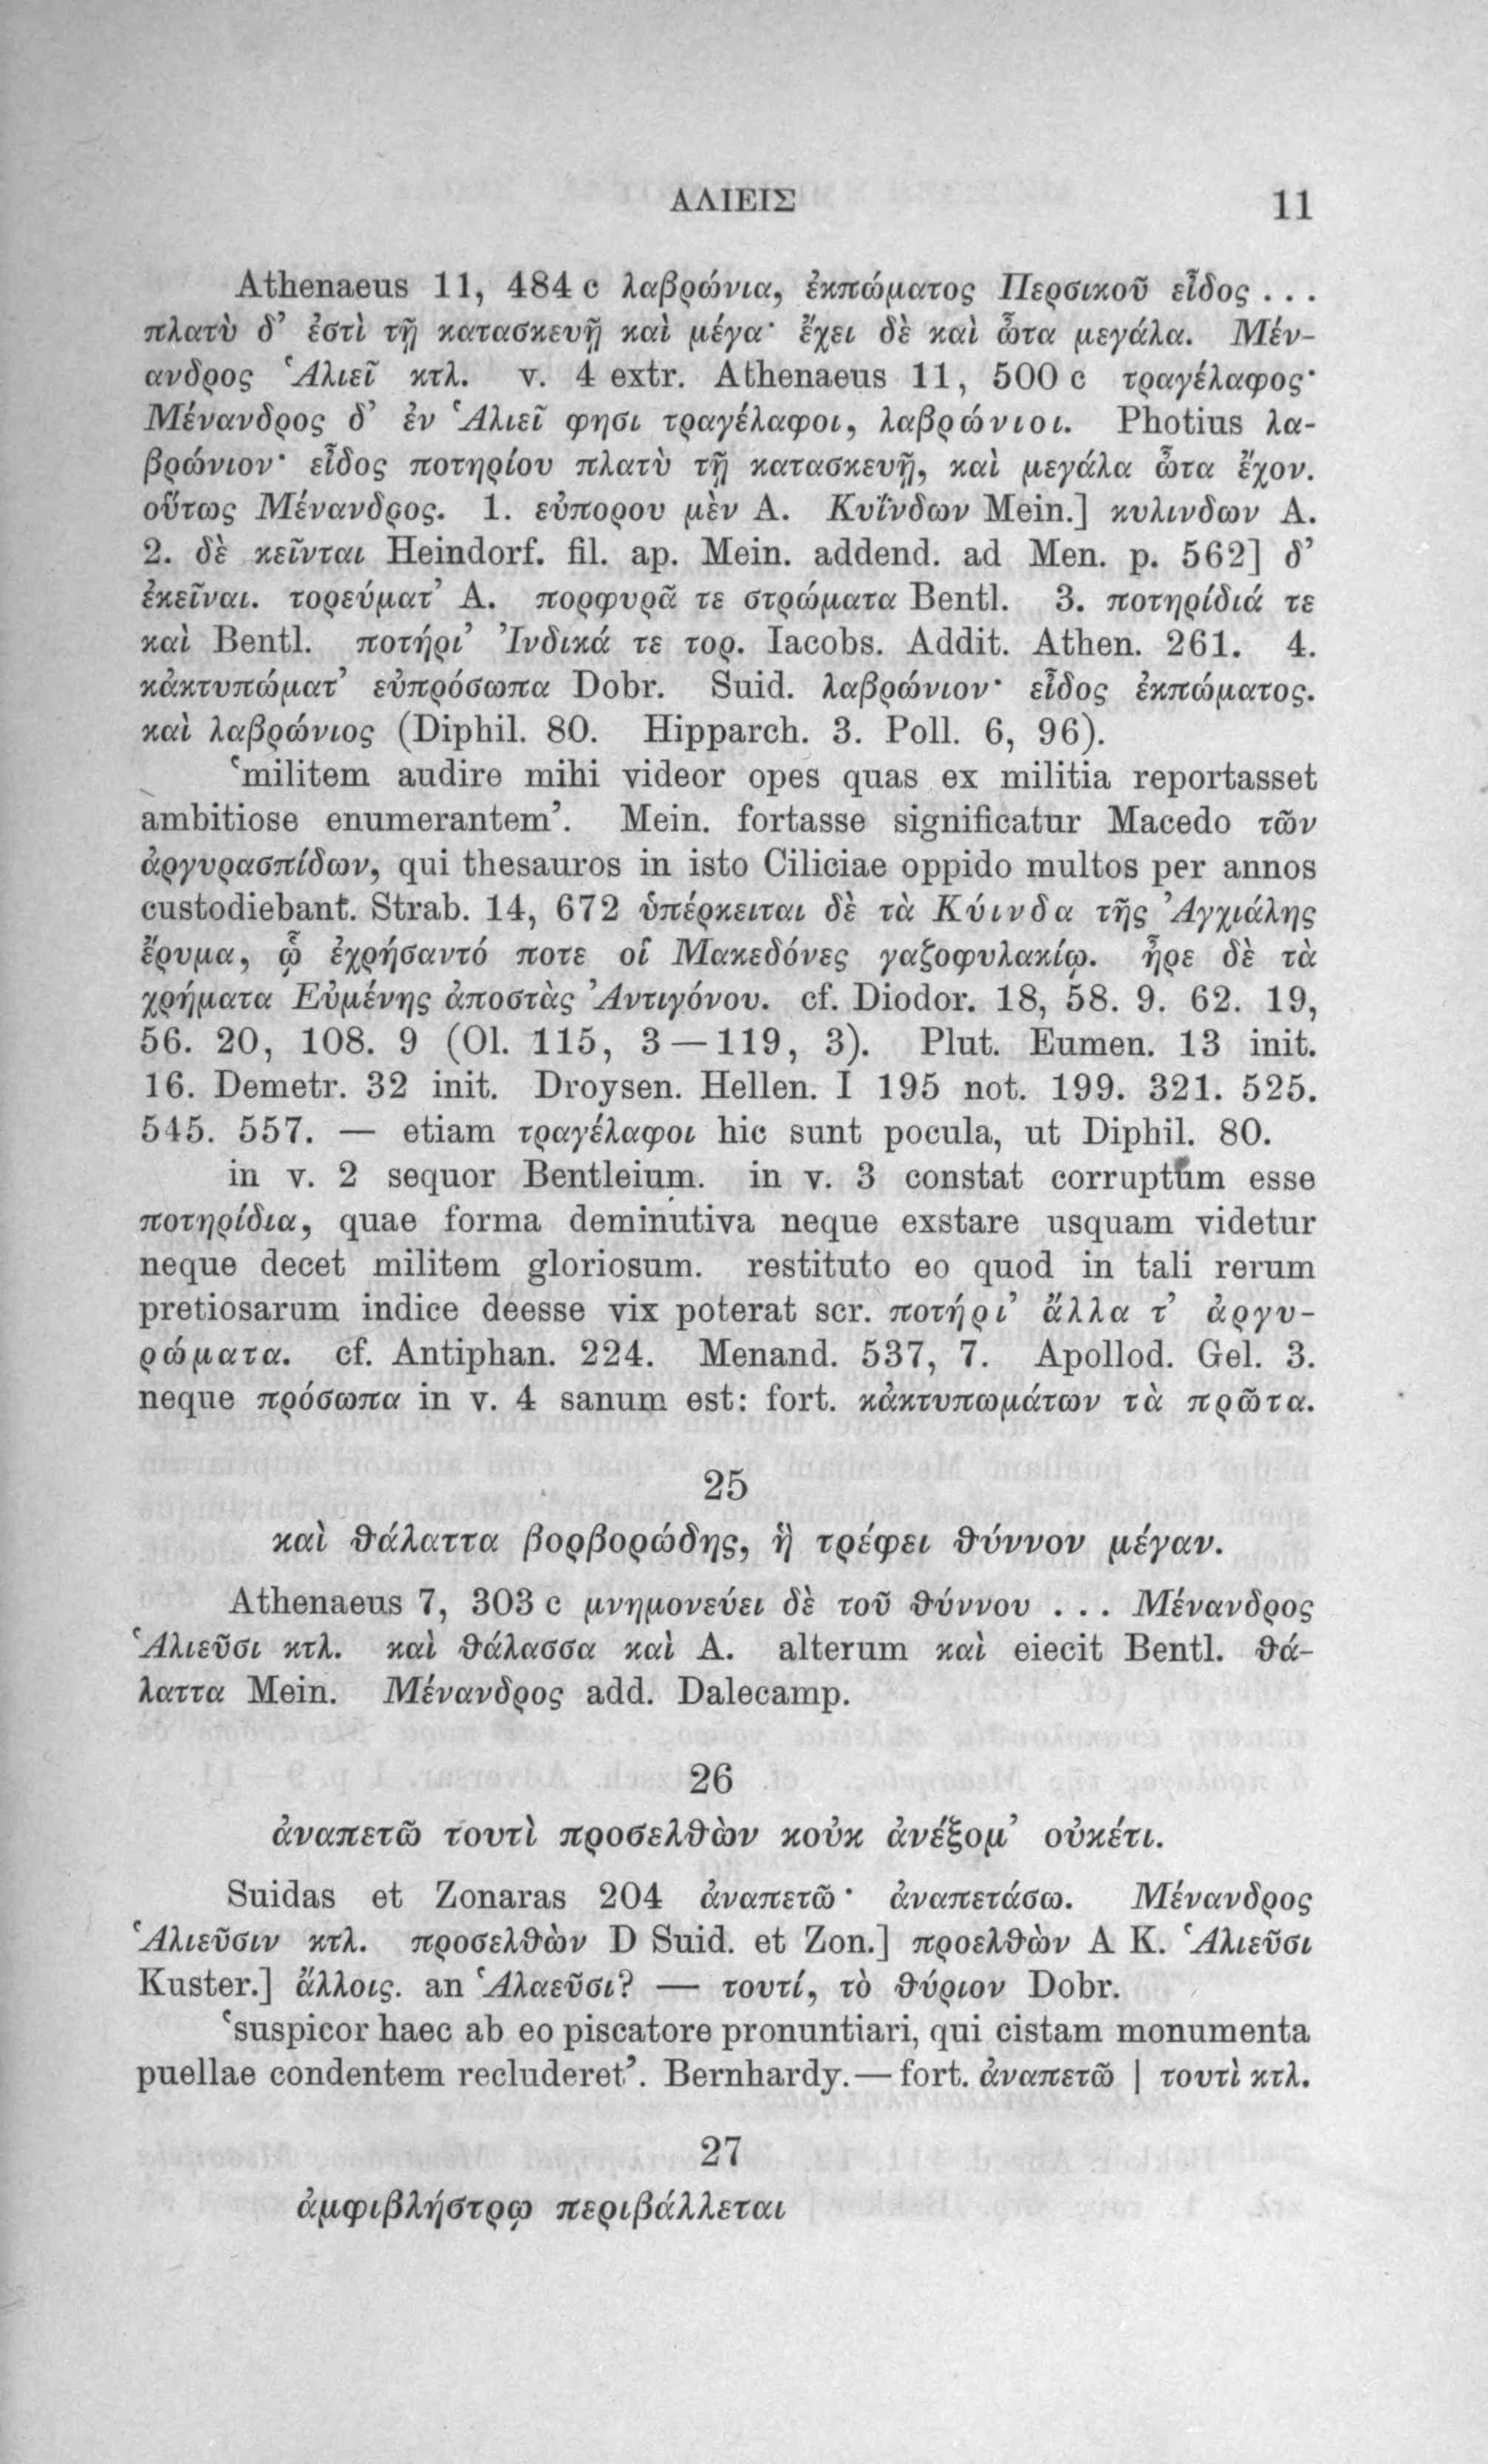 ΑΛΙΕΙΣ 11
Athenaeus 11, 484 c λαβρώνια, ἐκπώματος Περσικοῦ εἶδος . . .
πλατὺ δ’ ἐστὶ τῇ κατασκευῇ καὶ μέγα· ἔχει δὲ καὶ ὦτα μεγάλα. Μέν-
ανδρος Ἁλιεῖ κτλ. v. 4 extr. Athenaeus 11, 500 c τραγέλαφος·
Μένανδρος δ’ ἐν Ἁλιεῖ φησι τραγέλαφοι, λαβρώνιοι. Photius λα-
βρώνιον· εἶδος ποτηρίου πλατὺ τῇ κατασκευῇ, καὶ μεγάλα ὦτα ἔχον.
οὕτως Μένανδρος. 1. εὐπορου μὲν A. Κυΐνδων Mein.] κυλινδων A.
2. δὲ κεῖνται Heindorf. fil. ap. Mein. addend. ad Men. p. 562] δ’
ἐκεῖναι. τορεύματ’ A. πορφυρᾶ τε στρώματα Bentl. 3. ποτηρίδιά τε
καὶ Bentl. ποτήρι’ Ἰνδικά τε τορ. Iacobs. Addit. Athen. 261. 4.
κἀκτυπώματ’ εὐπρόσωπα Dobr. Suid. λαβρώνιον· εἶδος ἐκπώματος.
καὶ λαβρώνιος (Diphil. 80. Hipparch. 3. Poll. 6, 96).
‘militem audire mihi videor opes quas ex militia reportasset
ambitiose enumerantem’. Mein. fortasse significatur Macedo τῶν
ἀργυρασπίδων, qui thesauros in isto Ciliciae oppido multos per annos
custodiebant. Strab. 14, 672 ὑπέρκειται δὲ τὰ Κύινδα τῆς Ἀγχιάλης
ἔρυμα, ᾧ ἐχρήσαντό ποτε οἱ Μακεδόνες γαζοφυλακίῳ. ἦρε δὲ τὰ
χρήματα Εὐμένης ἀποστὰς Ἀντιγόνου. cf. Diodor. 18, 58. 9. 62. 19,
56. 20, 108. 9 (Ol. 115, 3 — 119, 3). Plut. Eumen. 13 init.
16. Demetr. 32 init. Droysen. Hellen. I 195 not. 199. 321. 525.
545. 557. — etiam τραγέλαφοι hic sunt pocula, ut Diphil. 80.
in v. 2 sequor Bentleium. in v. 3 constat corruptum esse
ποτηρίδια, quae forma deminutiva neque exstare usquam videtur
neque decet militem gloriosum. restituto eo quod in tali rerum
pretiosarum indice deesse vix poterat scr. ποτήρι’ ἄλλα τ’ ἀργυ-
ρώματα. cf. Antiphan. 224. Menand. 537, 7. Apollod. Gel. 3.
neque πρόσωπα in v. 4 sanum est: fort. κἀκτυπωμάτων τὰ πρῶτα.
25
καὶ θάλαττα βορβορώδης, ἣ τρέφει θύννον μέγαν.
Athenaeus 7, 303 c μνημονεύει δὲ τοῦ θύννου . . . Μένανδρος
Ἁλιεῦσι κτλ. καὶ θάλασσα καὶ A. alterum καὶ eiecit Bentl. θά-
λαττα Mein. Μένανδρος add. Dalecamp.
26
ἀναπετῶ τουτὶ προσελθὼν κοὐκ ἀνέξομ’ οὐκέτι.
Suidas et Zonaras 204 ἀναπετῶ· ἀναπετάσω. Μένανδρος
Ἁλιεῦσιν κτλ. προσελθὼν D Suid. et Zon.] προελθὼν A K. Ἁλιεῦσι
Kuster.] ἄλλοις. an Ἁλαεῦσι? — τουτί, τὸ θύριον Dobr.
‘suspicor haec ab eo piscatore pronuntiari, qui cistam monumenta
puellae condentem recluderet’. Bernhardy. — fort. ἀναπετῶ | τουτὶ κτλ.
27
ἀμφιβλήστρῳ περιβάλλεται